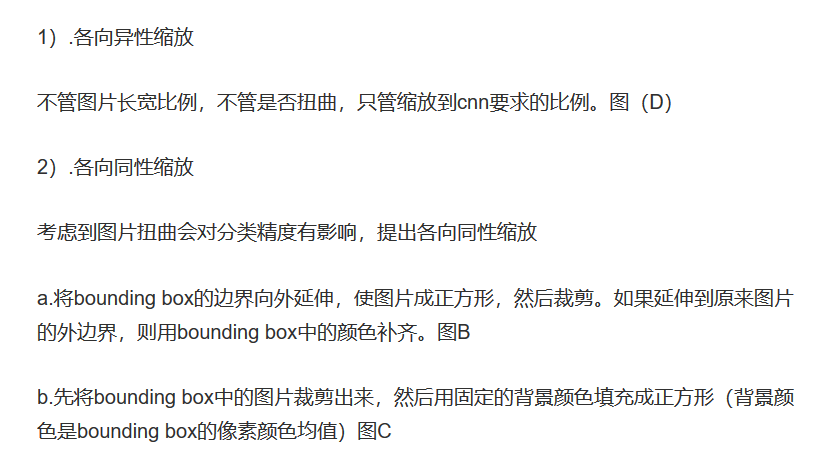 1）.各向异性缩放
不管图片长宽比例，不管是否扭曲，只管缩放到cnn要求的比例。图（D）
2）.各向同性缩放
考虑到图片扭曲会对分类精度有影响，提出各向同性缩放
a.将bounding box的边界向外延伸，使图片成正方形，然后裁剪。如果延伸到原来图片
的外边界，则用bounding box中的颜色补齐。图B
b.先将bounding box中的图片裁剪出来，然后用固定的背景颜色填充成正方形（背景颜
色是bounding box的像素颜色均值）图C